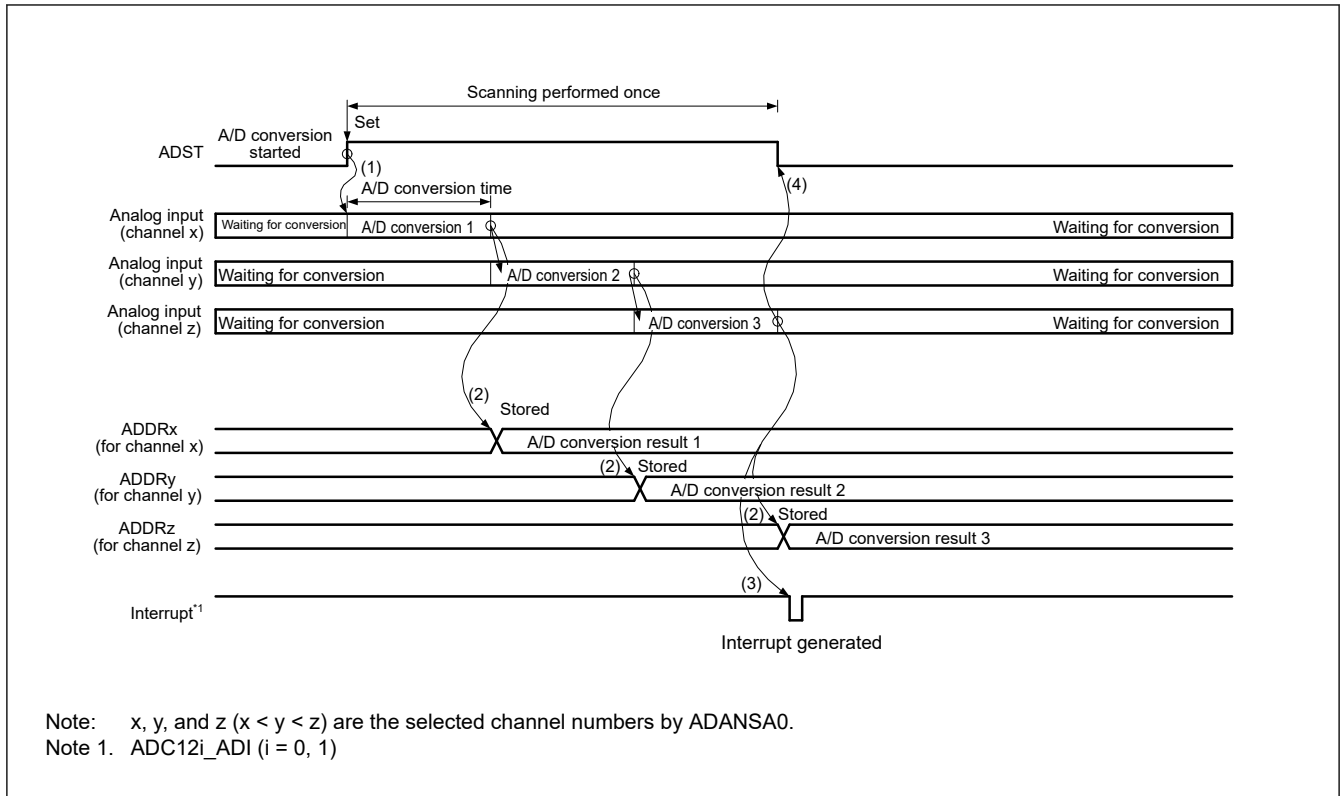 Scanning performed once
Set
A/D conversion
started
ADST
(1)
(4)
A/D conversion time
Analog input
(channel x)
Waiting for conversion
A/D conversion 1
Waiting for conversion
Analog input
(channel y)
Waiting for conversion
A/D conversion 2
Waiting for conversion
Analog input
(channel z)
Waiting for conversion
A/D conversion 3
Waiting for conversion
(2)
Stored
ADDRx
(for channel x)
A/D conversion result 1
(2)
Stored
ADDRy
(for channel y)
A/D conversion result 2
(2)
Stored
ADDRz
(for channel z)
A/D conversion result 3
(3)
Interrupt*1
Interrupt generated
Note: x, y, and z (x < y < z) are the selected channel numbers by ADANSA0.
Note 1. ADC12i_ADI (i = 0, 1)